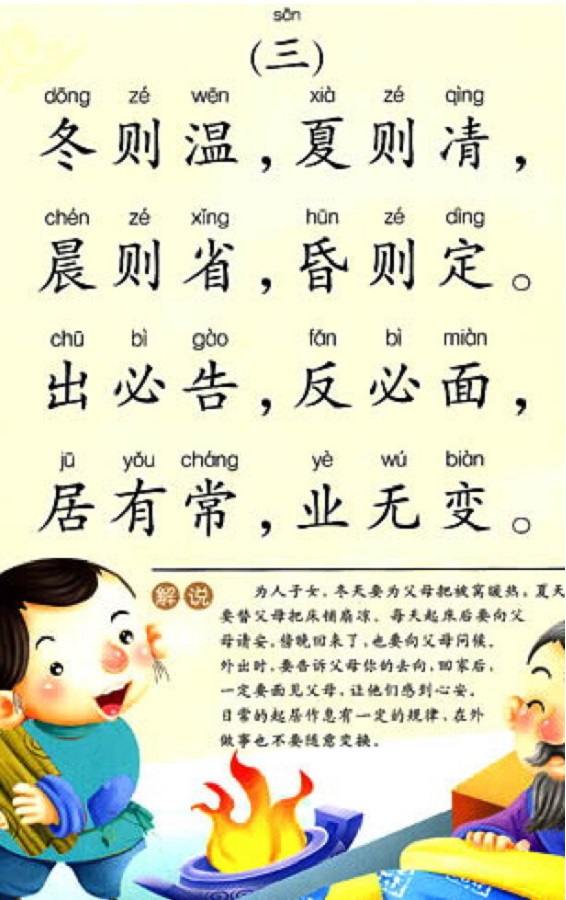 sān
(三)
dōng zé wēn xià zé qìng
冬则温，夏则凊，
chén zé xǐng hūn zé dìng
晨则省，昏则定。
chū bì gào fǎn bì miàn
出必告，反必面，
jū yǒu cháng yè wú biàn
居有常，业无变。
解说
为人子女，冬天要为父母把被窝暖热，夏天
要替父母把床铺扇凉。每天起床后要向父
母请安，傍晚回来了，也要向父母问候。
外出时，要告诉父母你的去向，回家后，
一定要面见父母，让他们感到心安。
日常的起居作息有一定的规律，在外
做事也不要随意变换。